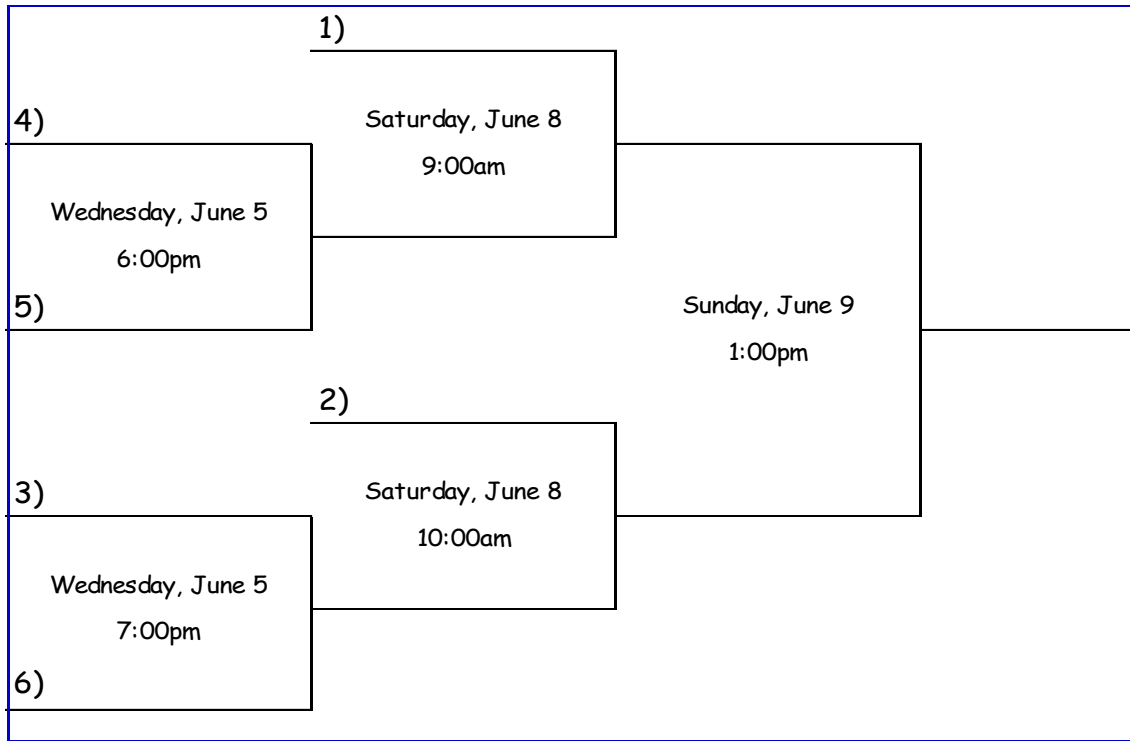 1)
4)
Saturday, June 8
9:00am
Wednesday, June 5
6:00pm
5)
Sunday, June 9
1:00pm
2)
3)
Saturday, June 8
10:00am
Wednesday, June 5
7:00pm
6)